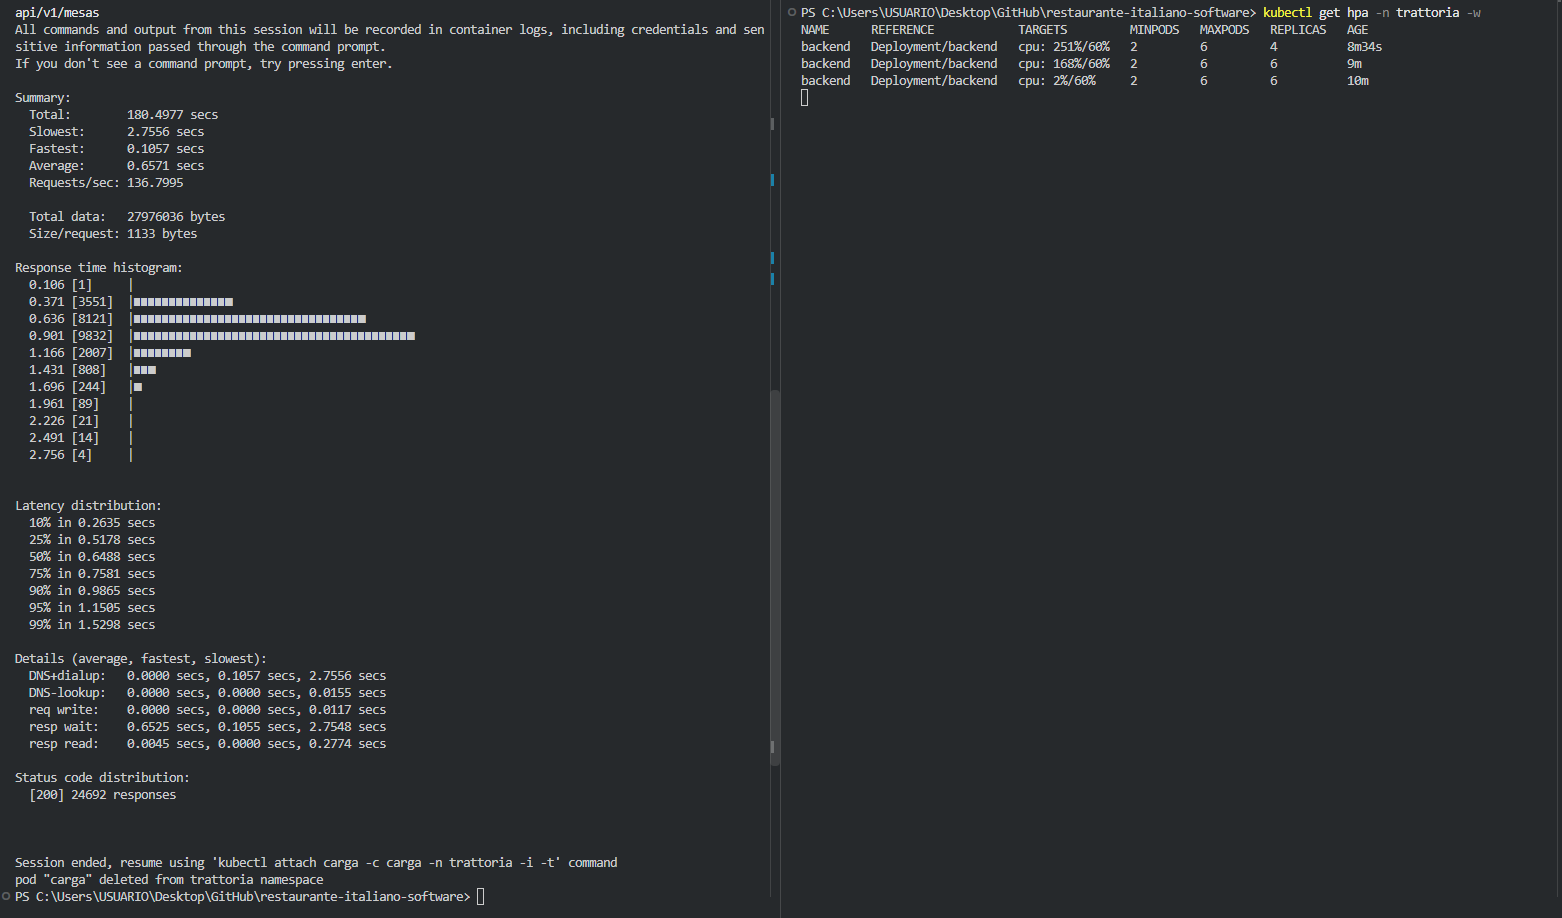 api/v1/mesas
All commands and output from this session will be recorded in container logs, including credentials and sen
sitive information passed through the command prompt.
If you don't see a command prompt, try pressing enter.
Summary:
Total: 180.4977 secs
Slowest: 2.7556 secs
Fastest: 0.1057 secs
Average: 0.6571 secs
Requests/sec: 136.7995
Total data: 27976036 bytes
Size/request: 1133 bytes
Response time histogram:
0.106 [1] |
0.371 [3551] |■■■■■■■■■■■■■■
0.636 [8121] |■■■■■■■■■■■■■■■■■■■■■■■■■■■■■■■■■
0.901 [9832] |■■■■■■■■■■■■■■■■■■■■■■■■■■■■■■■■■■■■■■■■
1.166 [2007] |■■■■■■■■
1.431 [808] |■■■
1.696 [244] |■
1.961 [89] |
2.226 [21] |
2.491 [14] |
2.756 [4] |
Latency distribution:
10% in 0.2635 secs
25% in 0.5178 secs
50% in 0.6488 secs
75% in 0.7581 secs
90% in 0.9865 secs
95% in 1.1505 secs
99% in 1.5298 secs
Details (average, fastest, slowest):
DNS+dialup: 0.0000 secs, 0.1057 secs, 2.7556 secs
DNS-lookup: 0.0000 secs, 0.0000 secs, 0.0155 secs
req write: 0.0000 secs, 0.0000 secs, 0.0117 secs
resp wait: 0.6525 secs, 0.1055 secs, 2.7548 secs
resp read: 0.0045 secs, 0.0000 secs, 0.2774 secs
Status code distribution:
[200] 24692 responses
Session ended, resume using 'kubectl attach carga -c carga -n trattoria -i -t' command
pod "carga" deleted from trattoria namespace
PS C:\Users\USUARIO\Desktop\GitHub\restaurante-italiano-software>
PS C:\Users\USUARIO\Desktop\GitHub\restaurante-italiano-software> kubectl get hpa -n trattoria -w
NAME REFERENCE TARGETS MINPODS MAXPODS REPLICAS AGE
backend Deployment/backend cpu: 251%/60% 2 6 4 8m34s
backend Deployment/backend cpu: 168%/60% 2 6 6 9m
backend Deployment/backend cpu: 2%/60% 2 6 6 10m